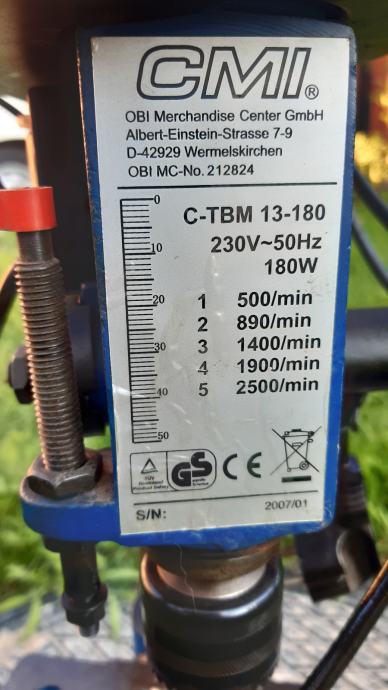 CMI®
OBI Merchandise Center GmbH
Albert-Einstein-Strasse 7-9
D-42929 Wermelskirchen
OBI MC-No. 212824
0
C-TBM 13-180
10
230V~50Hz
180W
20
1 500/min
2 890/min
30
3 1400/min
4 1900/min
40
5 2500/min
50
TÜV
GS
CE
S/N:
2007/01